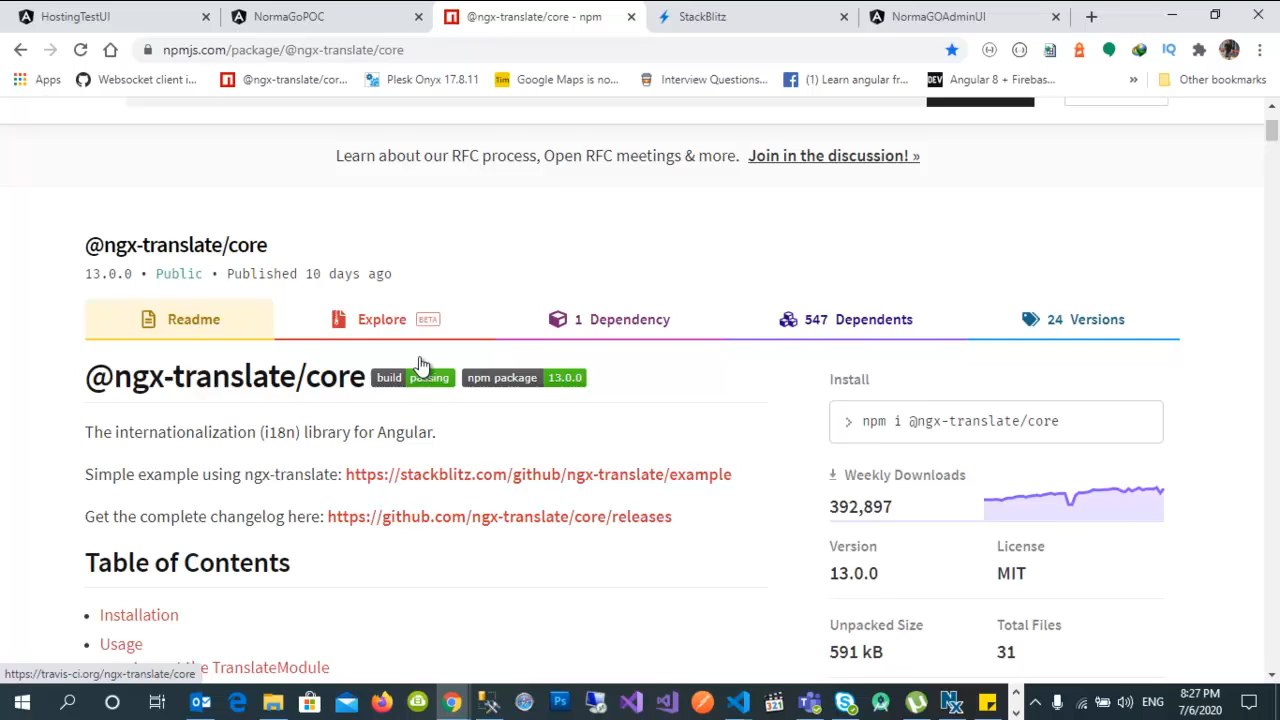 HostingTestUI
NormaGoPOC
@ngx-translate/core - npm
StackBlitz
NormaGOAdminUI
npmjs.com/package/@ngx-translate/core
IQ
Apps
Websocket client i...
@ngx-translate/cor...
Plesk Onyx 17.8.11
Tim
Google Maps is no...
Interview Questions...
(1) Learn angular fr...
DEV
Angular 8 + Firebas...
»
Other bookmarks
Learn about our RFC process, Open RFC meetings & more. Join in the discussion! »
@ngx-translate/core
13.0.0 • Public • Published 10 days ago
Readme
Explore BETA
1 Dependency
547 Dependents
24 Versions
@ngx-translate/core build passing npm package 13.0.0
The internationalization (i18n) library for Angular.
Simple example using ngx-translate: https://stackblitz.com/github/ngx-translate/example
Get the complete changelog here: https://github.com/ngx-translate/core/releases
Table of Contents
• Installation
• Usage
the TranslateModule
Install
> npm i @ngx-translate/core
Weekly Downloads
392,897
Version
13.0.0
License
MIT
Unpacked Size
591 kB
Total Files
31
https://travis-ci.org/ngx-translate/core
Ps
321
ENG
8:27 PM
7/6/2020